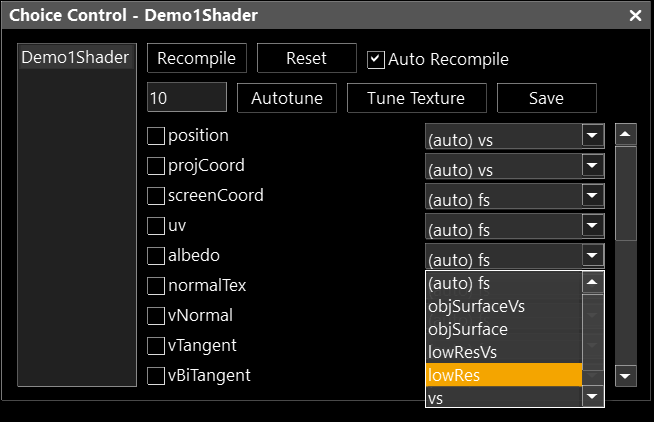 Choice Control - Demo1Shader
Demo1Shader
Recompile Reset Auto Recompile
10 Autotune Tune Texture Save
position (auto) vs
projCoord (auto) vs
screenCoord (auto) fs
uv (auto) fs
albedo (auto) fs
normalTex (auto) fs
objSurfaceVs
vNormal objSurface
vTangent lowResVs
vBiTangent lowRes
vs